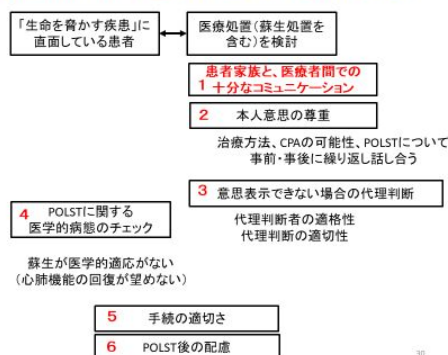 「生命を脅かす疾患」に
直面している患者
医療処置(蘇生処置を
含む)を検討
患者家族と、医療者間での
1 十分なコミュニケーション
2 本人意思の尊重
治療方法、CPAの可能性、POLSTについて
事前・事後に繰り返し話し合う
3 意思表示できない場合の代理判断
代理判断者の適格性
代理判断の適切性
4 POLSTに関する
医学的病態のチェック
蘇生が医学的適応がない
(心肺機能の回復が望めない)
5 手続の適切さ
6 POLST後の配慮
30